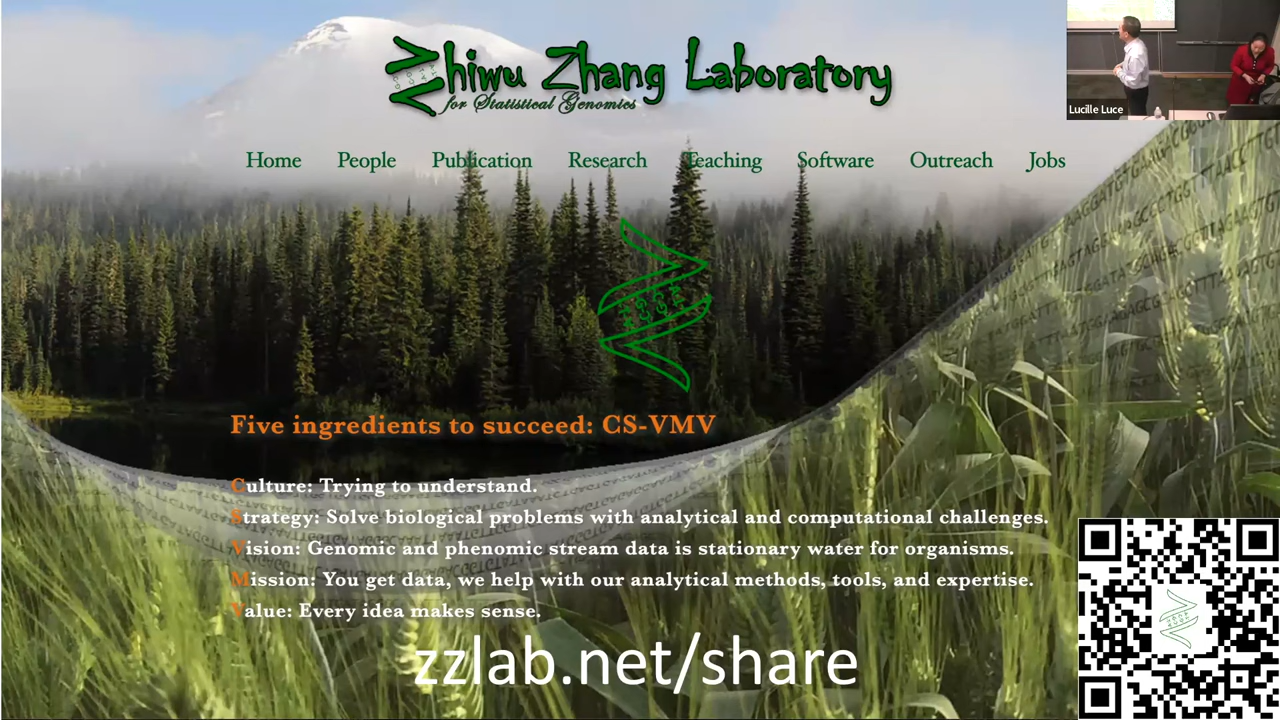 Zhiwu Zhang Laboratory
for Statistical Genomics
Lucille Luce
Home People Publication Research Teaching Software Outreach Jobs
Five ingredients to succeed: CS-VMV
Culture: Trying to understand.
Strategy: Solve biological problems with analytical and computational challenges.
Vision: Genomic and phenomic stream data is stationary water for organisms.
Mission: You get data, we help with our analytical methods, tools, and expertise.
Value: Every idea makes sense.
zzlab.net/share